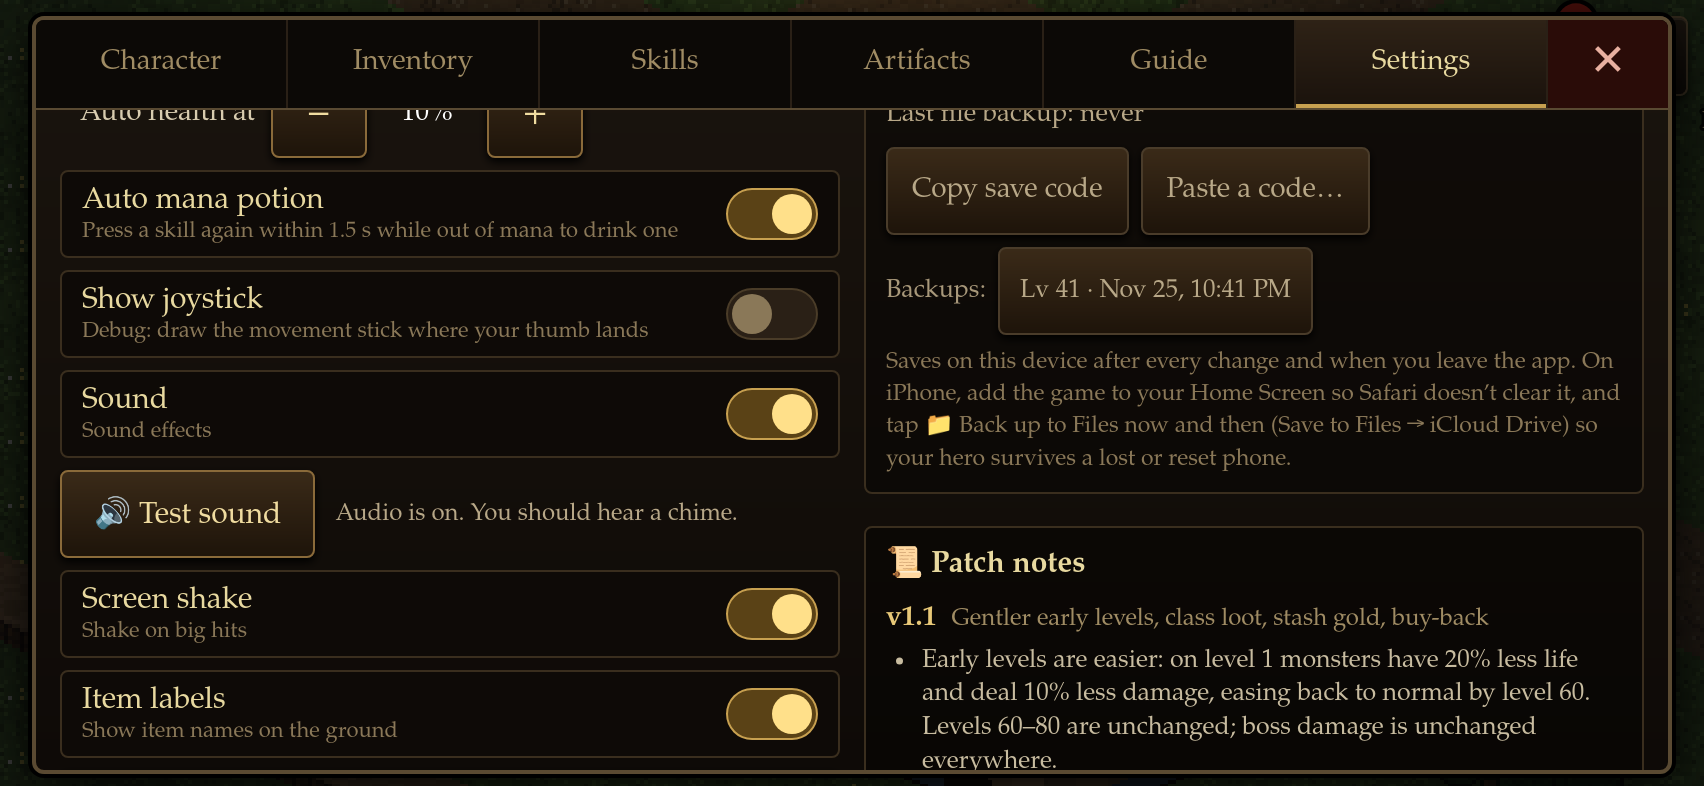 Character
Inventory
Skills
Artifacts
Guide
Settings
✕
Auto health at
−
10%
+
Auto mana potion
Press a skill again within 1.5 s while out of mana to drink one
Show joystick
Debug: draw the movement stick where your thumb lands
Sound
Sound effects
🔊 Test sound
Audio is on. You should hear a chime.
Screen shake
Shake on big hits
Item labels
Show item names on the ground
Last file backup: never
Copy save code
Paste a code…
Backups:
Lv 41 · Nov 25, 10:41 PM
Saves on this device after every change and when you leave the app. On
iPhone, add the game to your Home Screen so Safari doesn’t clear it, and
tap 📁 Back up to Files now and then (Save to Files → iCloud Drive) so
your hero survives a lost or reset phone.
📜 Patch notes
v1.1 Gentler early levels, class loot, stash gold, buy-back
• Early levels are easier: on level 1 monsters have 20% less life
and deal 10% less damage, easing back to normal by level 60.
Levels 60–80 are unchanged; boss damage is unchanged
everywhere.